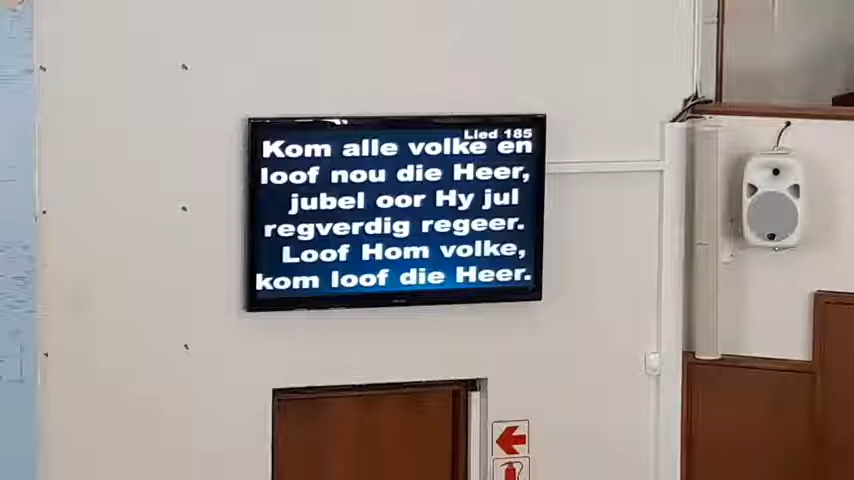 Lied 185
Kom alle volke en
loof nou die Heer,
jubel oor Hy jul
regverdig regeer.
Loof Hom volke,
kom loof die Heer.